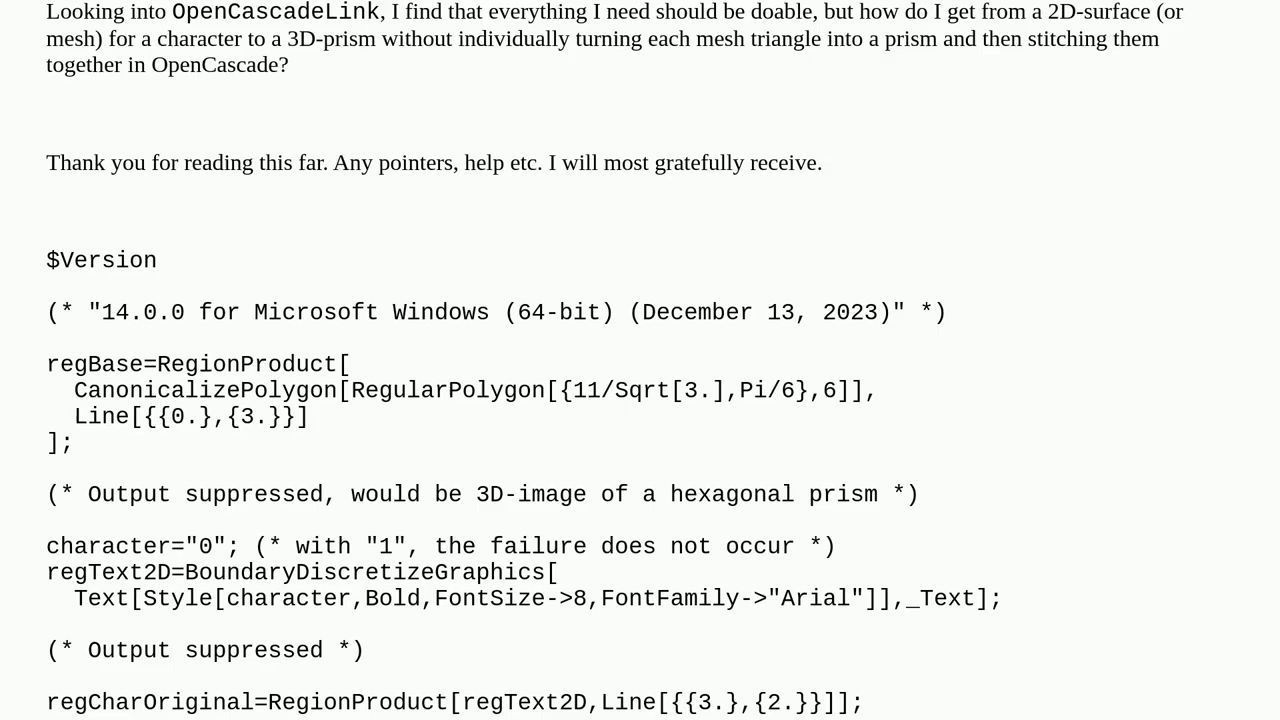 Looking into OpenCascadeLink, I find that everything I need should be doable, but how do I get from a 2D-surface (or
mesh) for a character to a 3D-prism without individually turning each mesh triangle into a prism and then stitching them
together in OpenCascade?
Thank you for reading this far. Any pointers, help etc. I will most gratefully receive.
$Version
(* "14.0.0 for Microsoft Windows (64-bit) (December 13, 2023)" *)
regBase=RegionProduct[
  CanonicalizePolygon[RegularPolygon[{11/Sqrt[3.],Pi/6},6]],
  Line[{{0.},{3.}}]
];
(* Output suppressed, would be 3D-image of a hexagonal prism *)
character="0"; (* with "1", the failure does not occur *)
regText2D=BoundaryDiscretizeGraphics[
  Text[Style[character,Bold,FontSize->8,FontFamily->"Arial"]],_Text];
(* Output suppressed *)
regCharOriginal=RegionProduct[regText2D,Line[{{3.},{2.}}]];